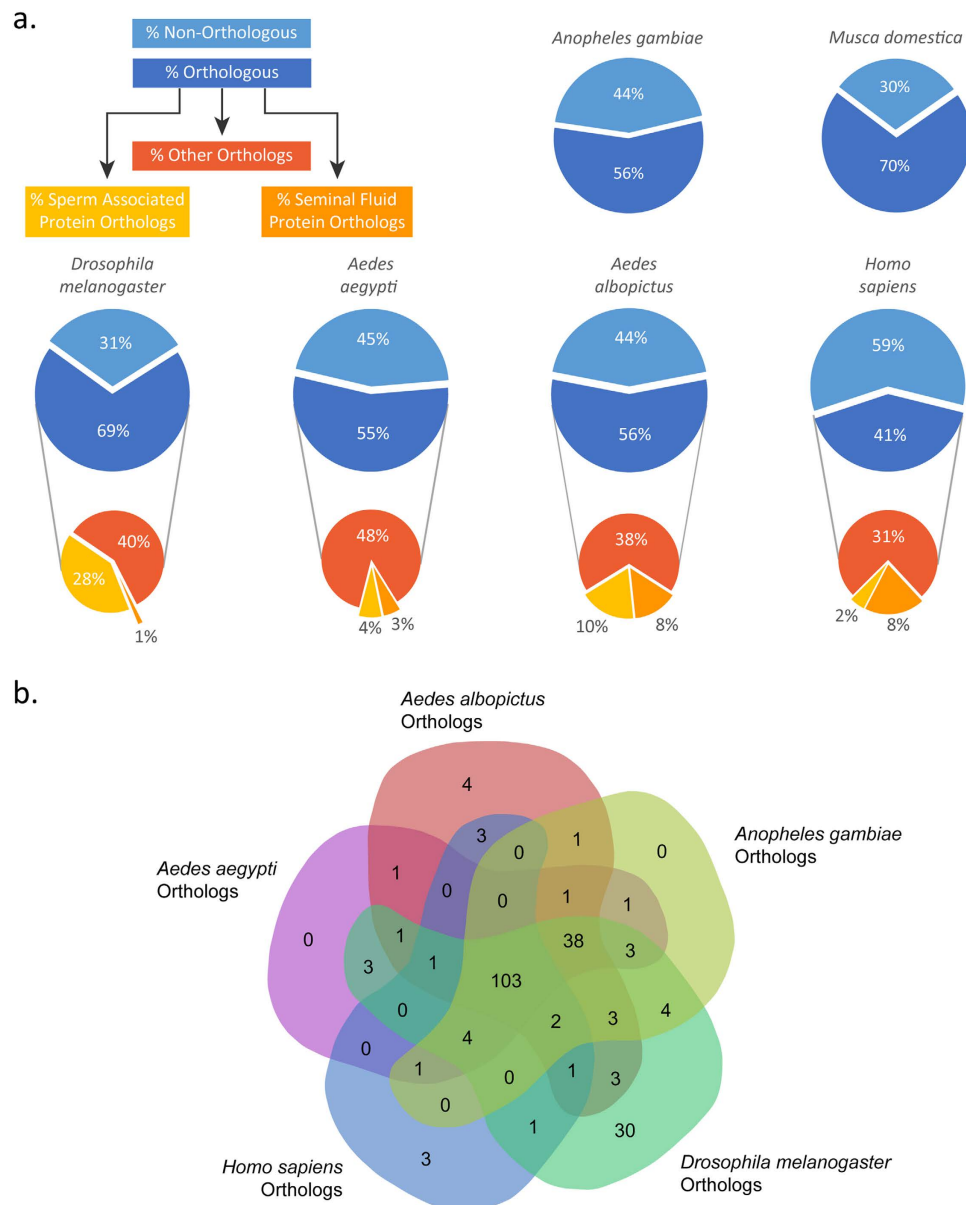 a.
% Non-Orthologous
% Orthologous
% Other Orthologs
% Sperm Associated
Protein Orthologs
% Seminal Fluid
Protein Orthologs
Anopheles gambiae
44%
56%
Musca domestica
30%
70%
Drosophila
melanogaster
31%
69%
40%
28%
1%
Aedes
aegypti
45%
55%
48%
4%
3%
Aedes
albopictus
44%
56%
38%
10%
8%
Homo
sapiens
59%
41%
31%
2%
8%
b.
Aedes albopictus
Orthologs
Anopheles gambiae
Orthologs
Aedes aegypti
Orthologs
Homo sapiens
Orthologs
Drosophila melanogaster
Orthologs
4
3
0
1
0
1
0
0
1
1
1
38
3
0
3
1
103
0
4
2
3
4
0
1
0
1
3
0
1
30
3